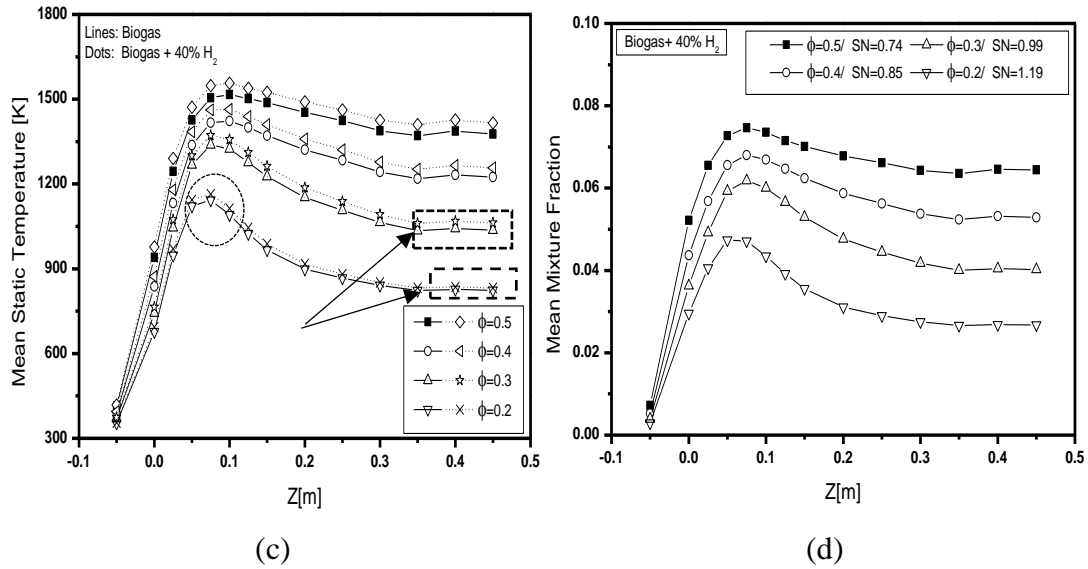 1800
1500
1200
900
600
300
Mean Static Temperature [K]
Lines: Biogas
Dots: Biogas + 40% H2
ϕ=0.5
ϕ=0.4
ϕ=0.3
ϕ=0.2
-0.1 0.0 0.1 0.2 0.3 0.4 0.5
Z[m]
(c)
0.10
0.08
0.06
0.04
0.02
0.00
Mean Mixture Fraction
Biogas+ 40% H2
ϕ=0.5/ SN=0.74 ϕ=0.3/ SN=0.99
ϕ=0.4/ SN=0.85 ϕ=0.2/ SN=1.19
-0.1 0.0 0.1 0.2 0.3 0.4 0.5
Z[m]
(d)